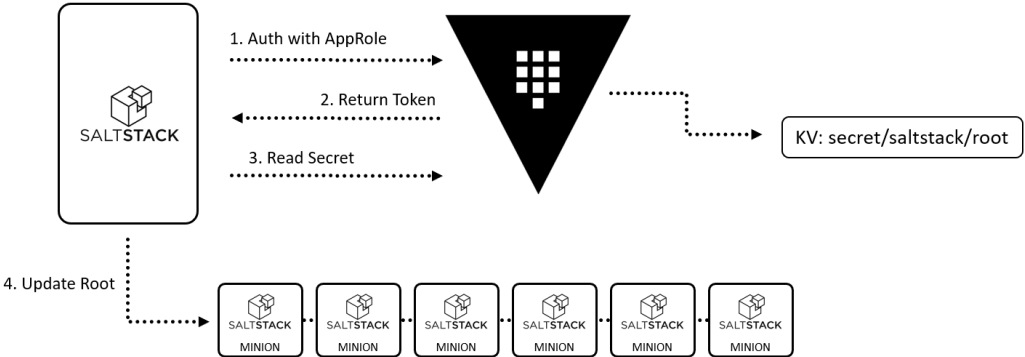 1. Auth with AppRole
2. Return Token
3. Read Secret
SALTSTACK
KV: secret/saltstack/root
4. Update Root
SALTSTACK
MINION
SALTSTACK
MINION
SALTSTACK
MINION
SALTSTACK
MINION
SALTSTACK
MINION
SALTSTACK
MINION